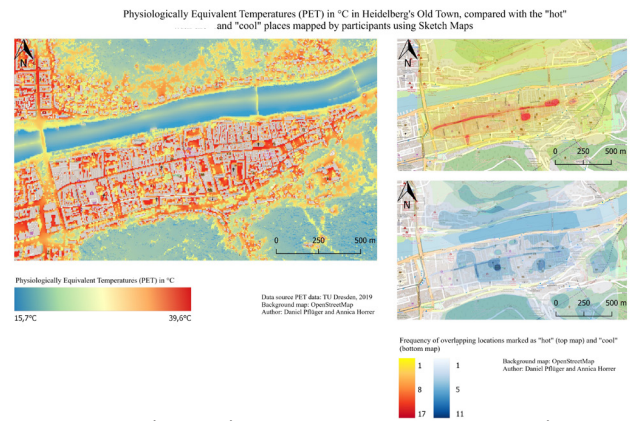 Physiologically Equivalent Temperatures (PET) in °C in Heidelberg's Old Town, compared with the "hot"
and "cool" places mapped by participants using Sketch Maps
N
0 250 500 m
N
0 250 500 m
N
0 250 500 m
Physiologically Equivalent Temperatures (PET) in °C
15,7°C 39,6°C
Data source PET data: TU Dresden, 2019
Background map: OpenStreetMap
Author: Daniel Pflüger and Annica Horrer
Frequency of overlapping locations marked as "hot" (top map) and "cool"
(bottom map)
1 1
8 5
17 11
Background map: OpenStreetMap
Author: Daniel Pflüger and Annica Horrer